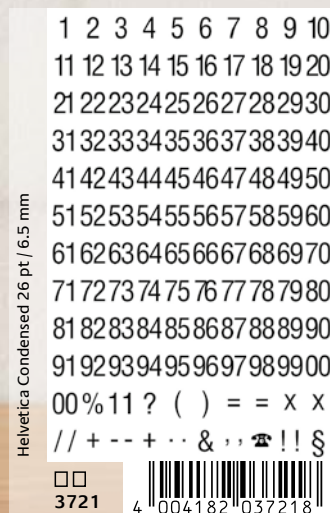 1 2 3 4 5 6 7 8 9 10
11 12 13 14 15 16 17 18 19 20
21 22 23 24 25 26 27 28 29 30
31 32 33 34 35 36 37 38 39 40
41 42 43 44 45 46 47 48 49 50
51 52 53 54 55 56 57 58 59 60
61 62 63 64 65 66 67 68 69 70
71 72 73 74 75 76 77 78 79 80
81 82 83 84 85 86 87 88 89 90
91 92 93 94 95 96 97 98 99 00
00 % 11 ? ( ) = = X X
// + -- + ·· & ,, ☎ !! §
Helvetica Condensed 26 pt / 6.5 mm
3721
4 004182 037218